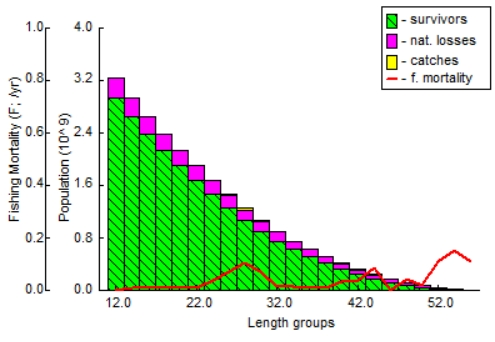 - survivors
- nat. losses
- catches
- f. mortality
Fishing Mortality (F; /yr)
1.0
0.8
0.6
0.4
0.2
0.0
Population (10^9)
4.0
3.2
2.4
1.6
0.8
0.0
12.0 22.0 32.0 42.0 52.0
Length groups